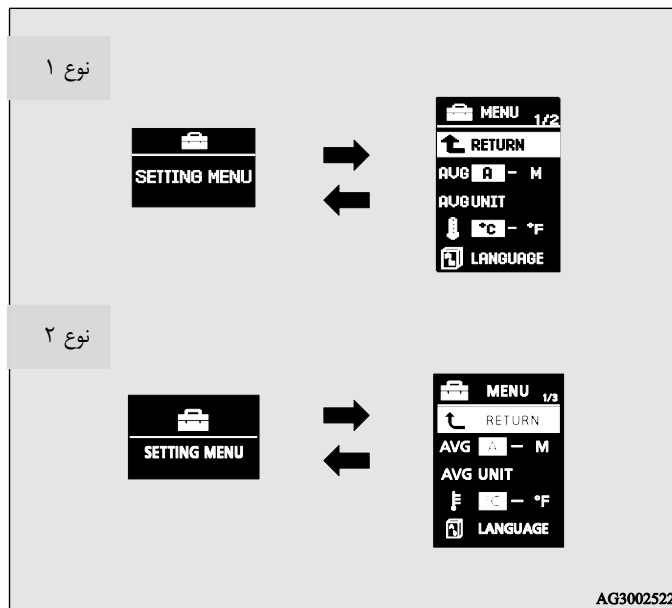 نوع ۱
SETTING MENU
MENU 1/2
RETURN
AVG A - M
AVG UNIT
°C - °F
LANGUAGE
نوع ۲
SETTING MENU
MENU 1/3
RETURN
AVG A - M
AVG UNIT
°C - °F
LANGUAGE
AG3002522